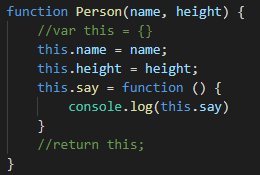 function Person(name, height) {
    //var this = {}
    this.name = name;
    this.height = height;
    this.say = function () {
        console.log(this.say)
    }
    //return this;
}